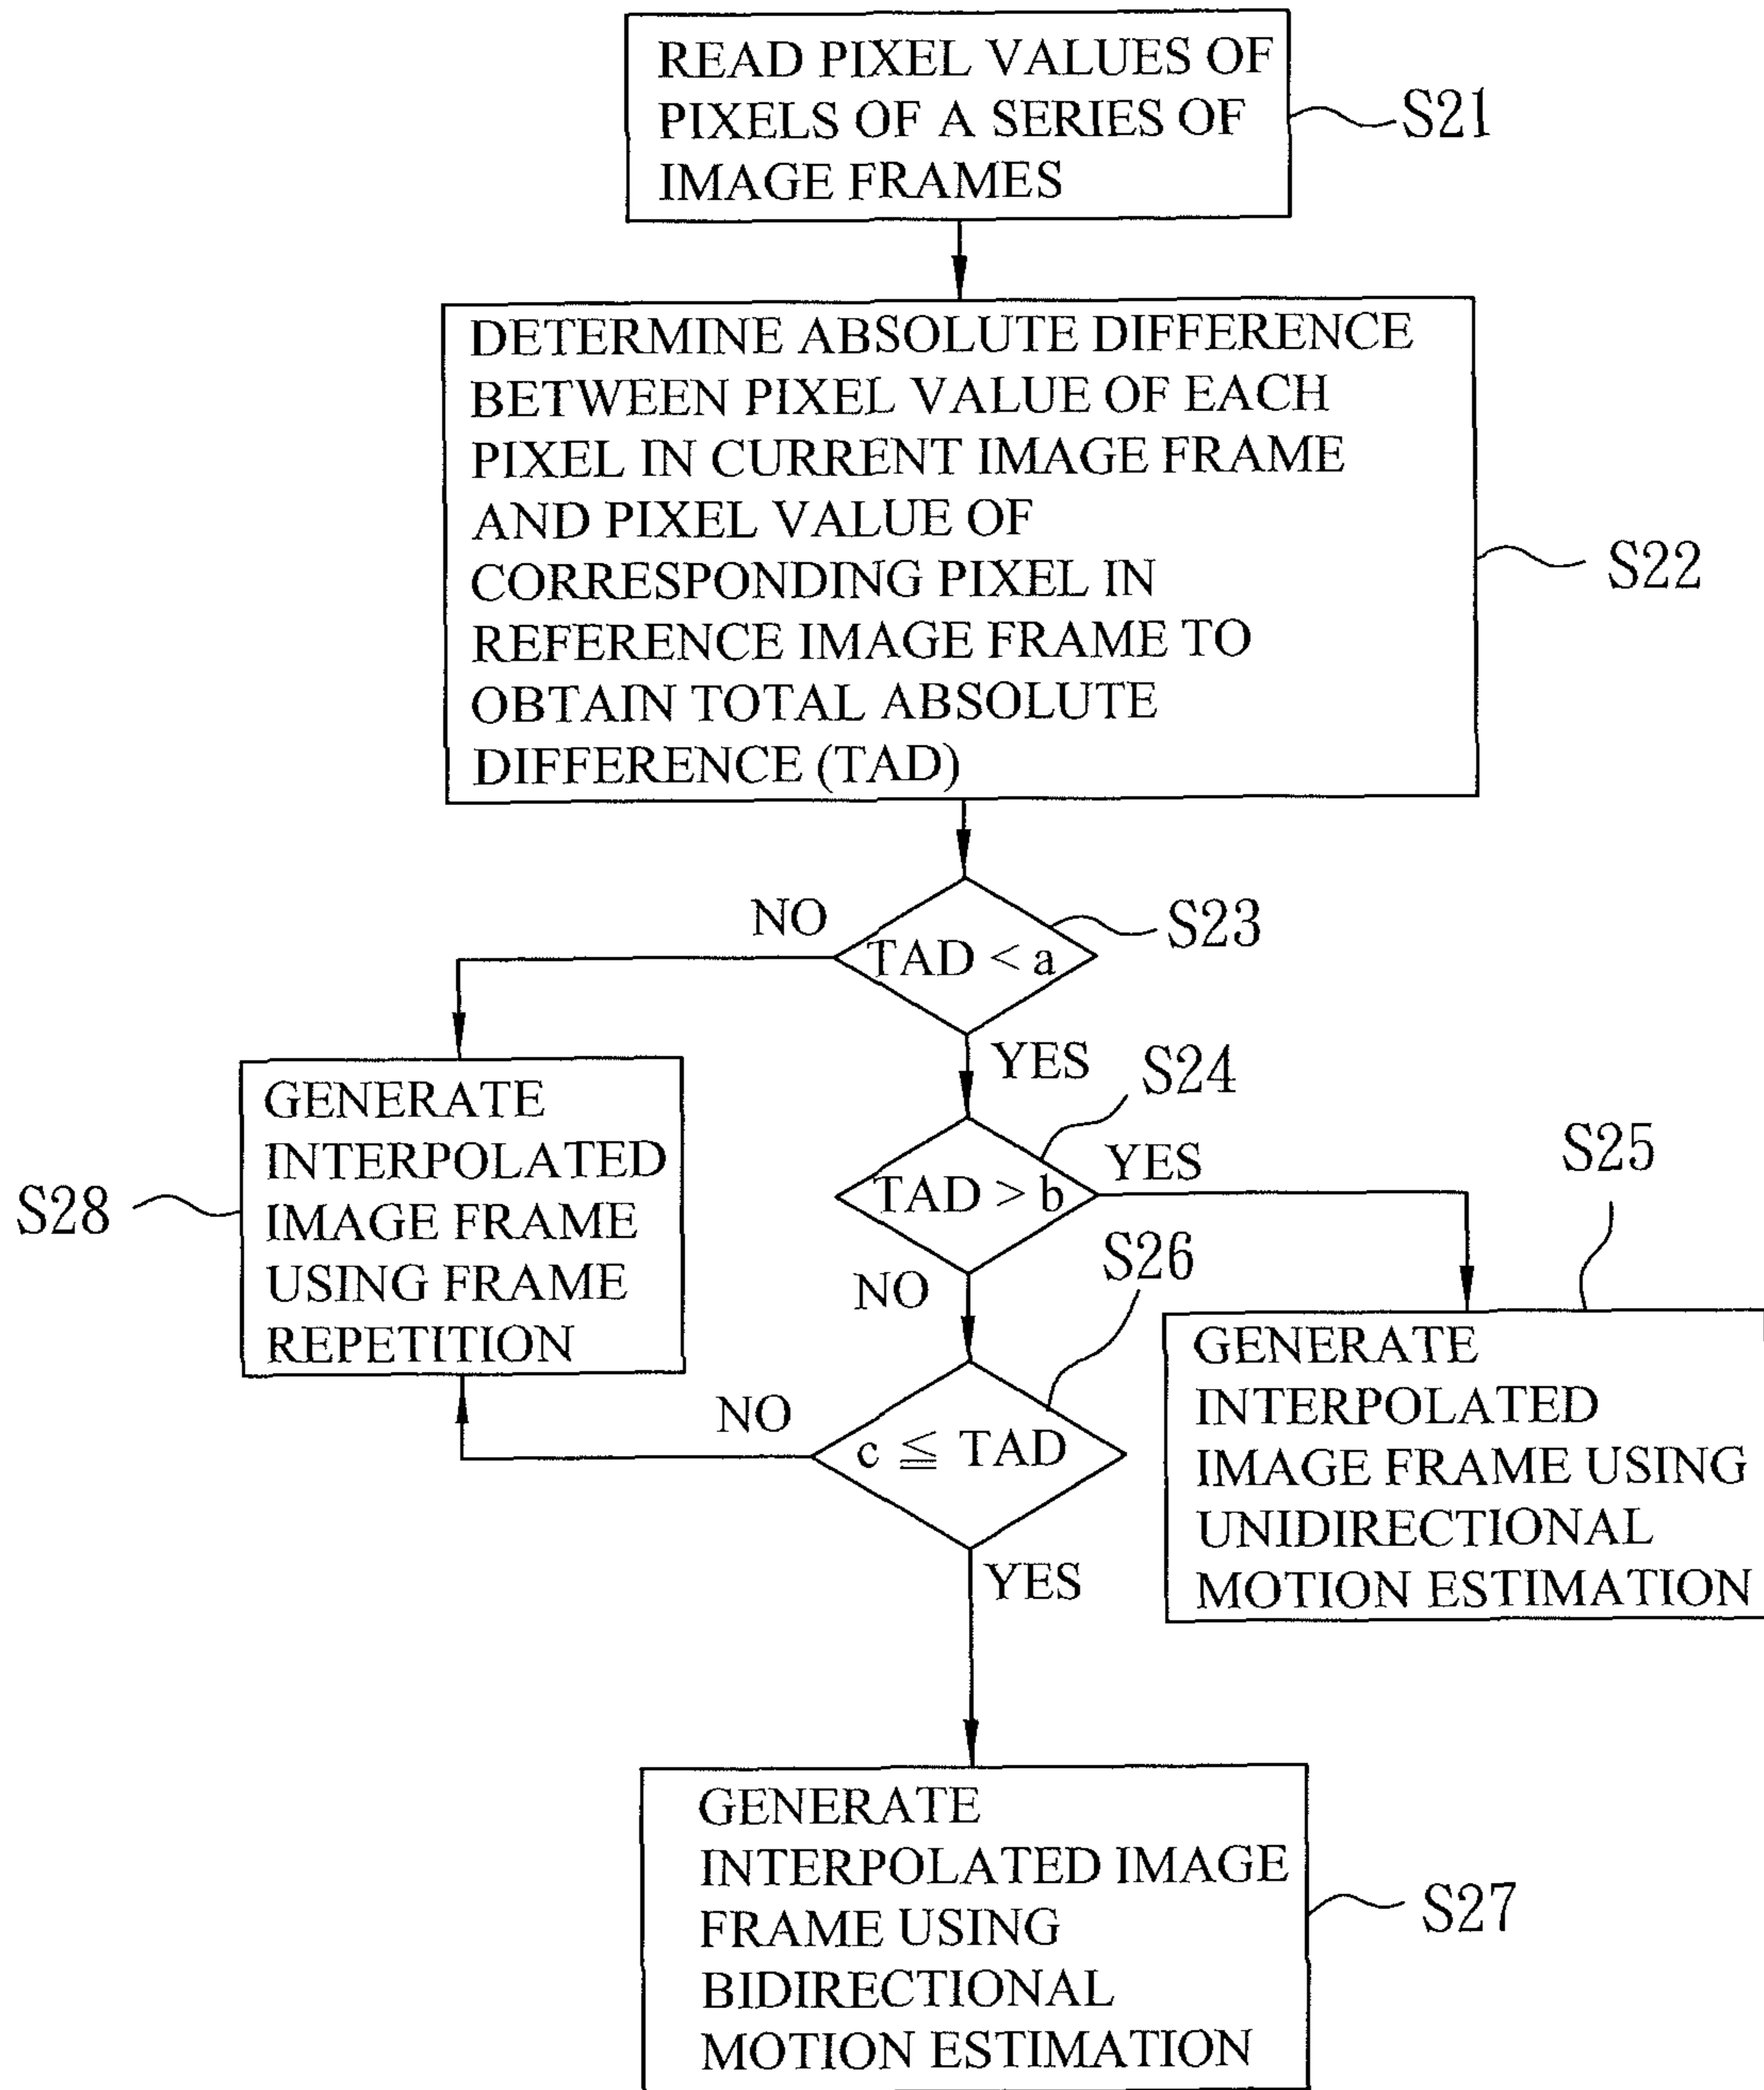 READ PIXEL VALUES OF
PIXELS OF A SERIES OF
IMAGE FRAMES
S21
DETERMINE ABSOLUTE DIFFERENCE
BETWEEN PIXEL VALUE OF EACH
PIXEL IN CURRENT IMAGE FRAME
AND PIXEL VALUE OF
CORRESPONDING PIXEL IN
REFERENCE IMAGE FRAME TO
OBTAIN TOTAL ABSOLUTE
DIFFERENCE (TAD)
S22
NO
TAD < a
S23
YES
GENERATE
INTERPOLATED
IMAGE FRAME
USING FRAME
REPETITION
S28
S24
TAD > b
YES
NO
S25
GENERATE
INTERPOLATED
IMAGE FRAME USING
UNIDIRECTIONAL
MOTION ESTIMATION
S26
NO
c ≦ TAD
YES
GENERATE
INTERPOLATED IMAGE
FRAME USING
BIDIRECTIONAL
MOTION ESTIMATION
S27